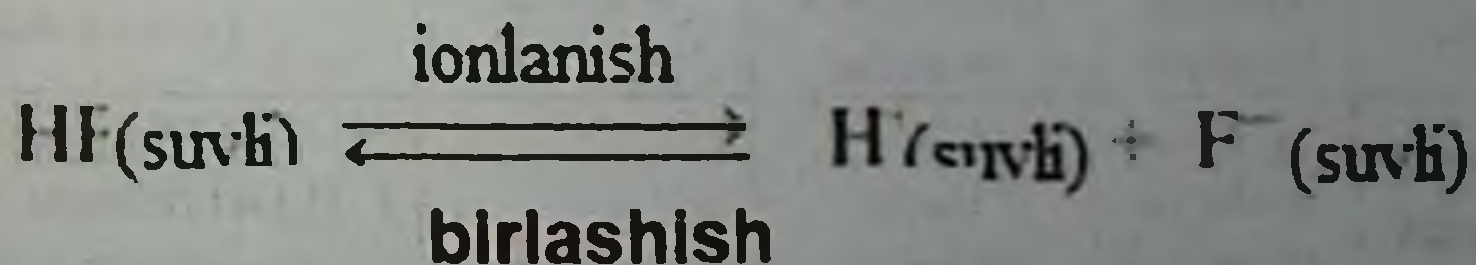 ionlanish
HF(suvli) ⇄ H⁺(suvli) + F⁻(suvli)
birlashish